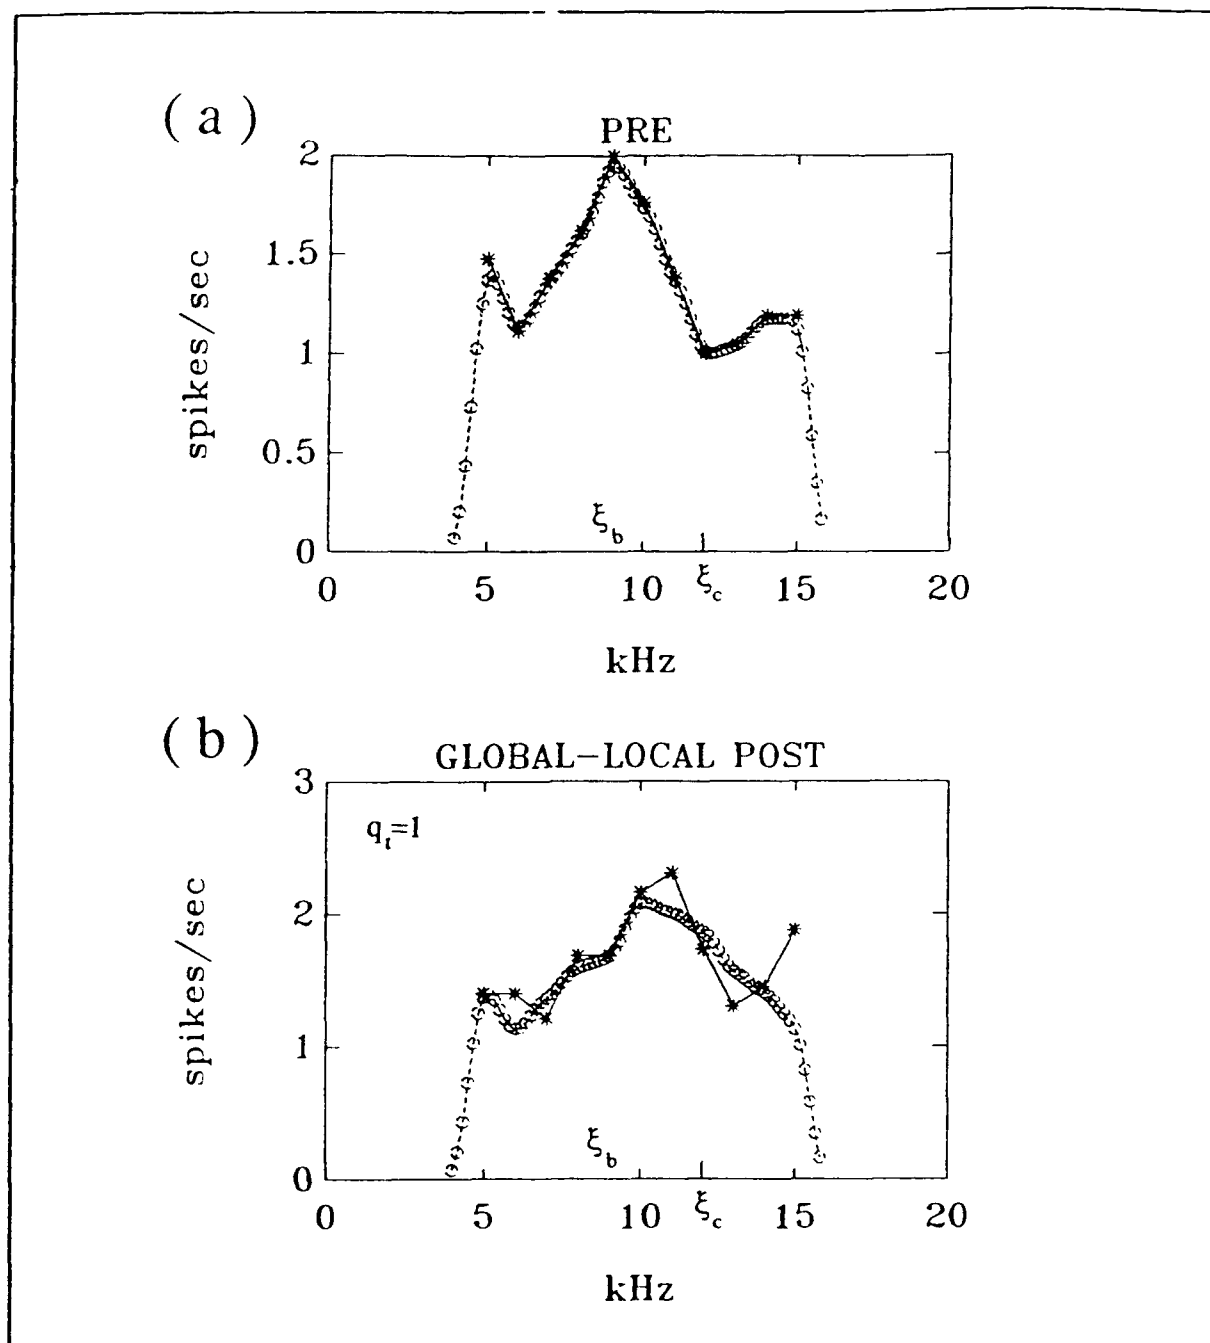 (a)
PRE
2
1.5
1
0.5
0
spikes/sec
ξb
0 5 10 ξc 15 20
kHz
(b)
GLOBAL-LOCAL POST
3
2
1
0
qt=1
spikes/sec
ξb
0 5 10 ξc 15 20
kHz